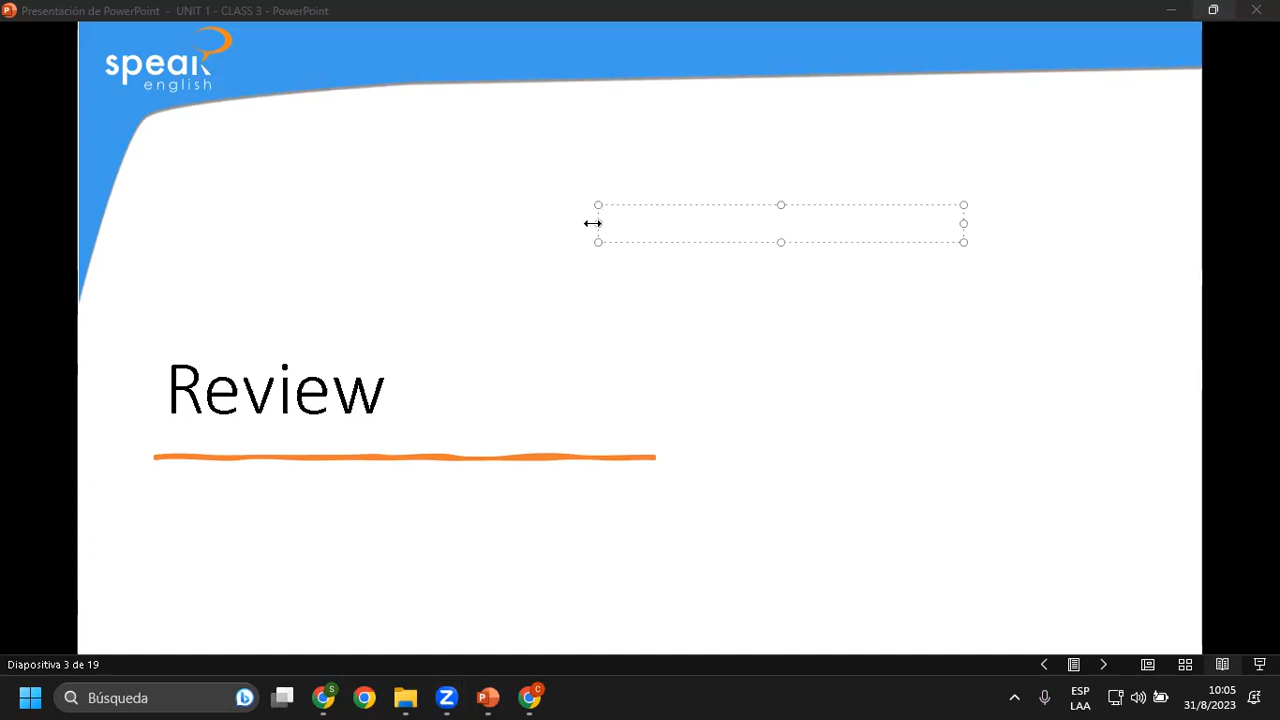 Presentación de PowerPoint - UNIT 1 - CLASS 3 - PowerPoint
speak
english
Review
Diapositiva 3 de 19
Búsqueda
S
C
ESP
LAA
10:05
31/8/2023